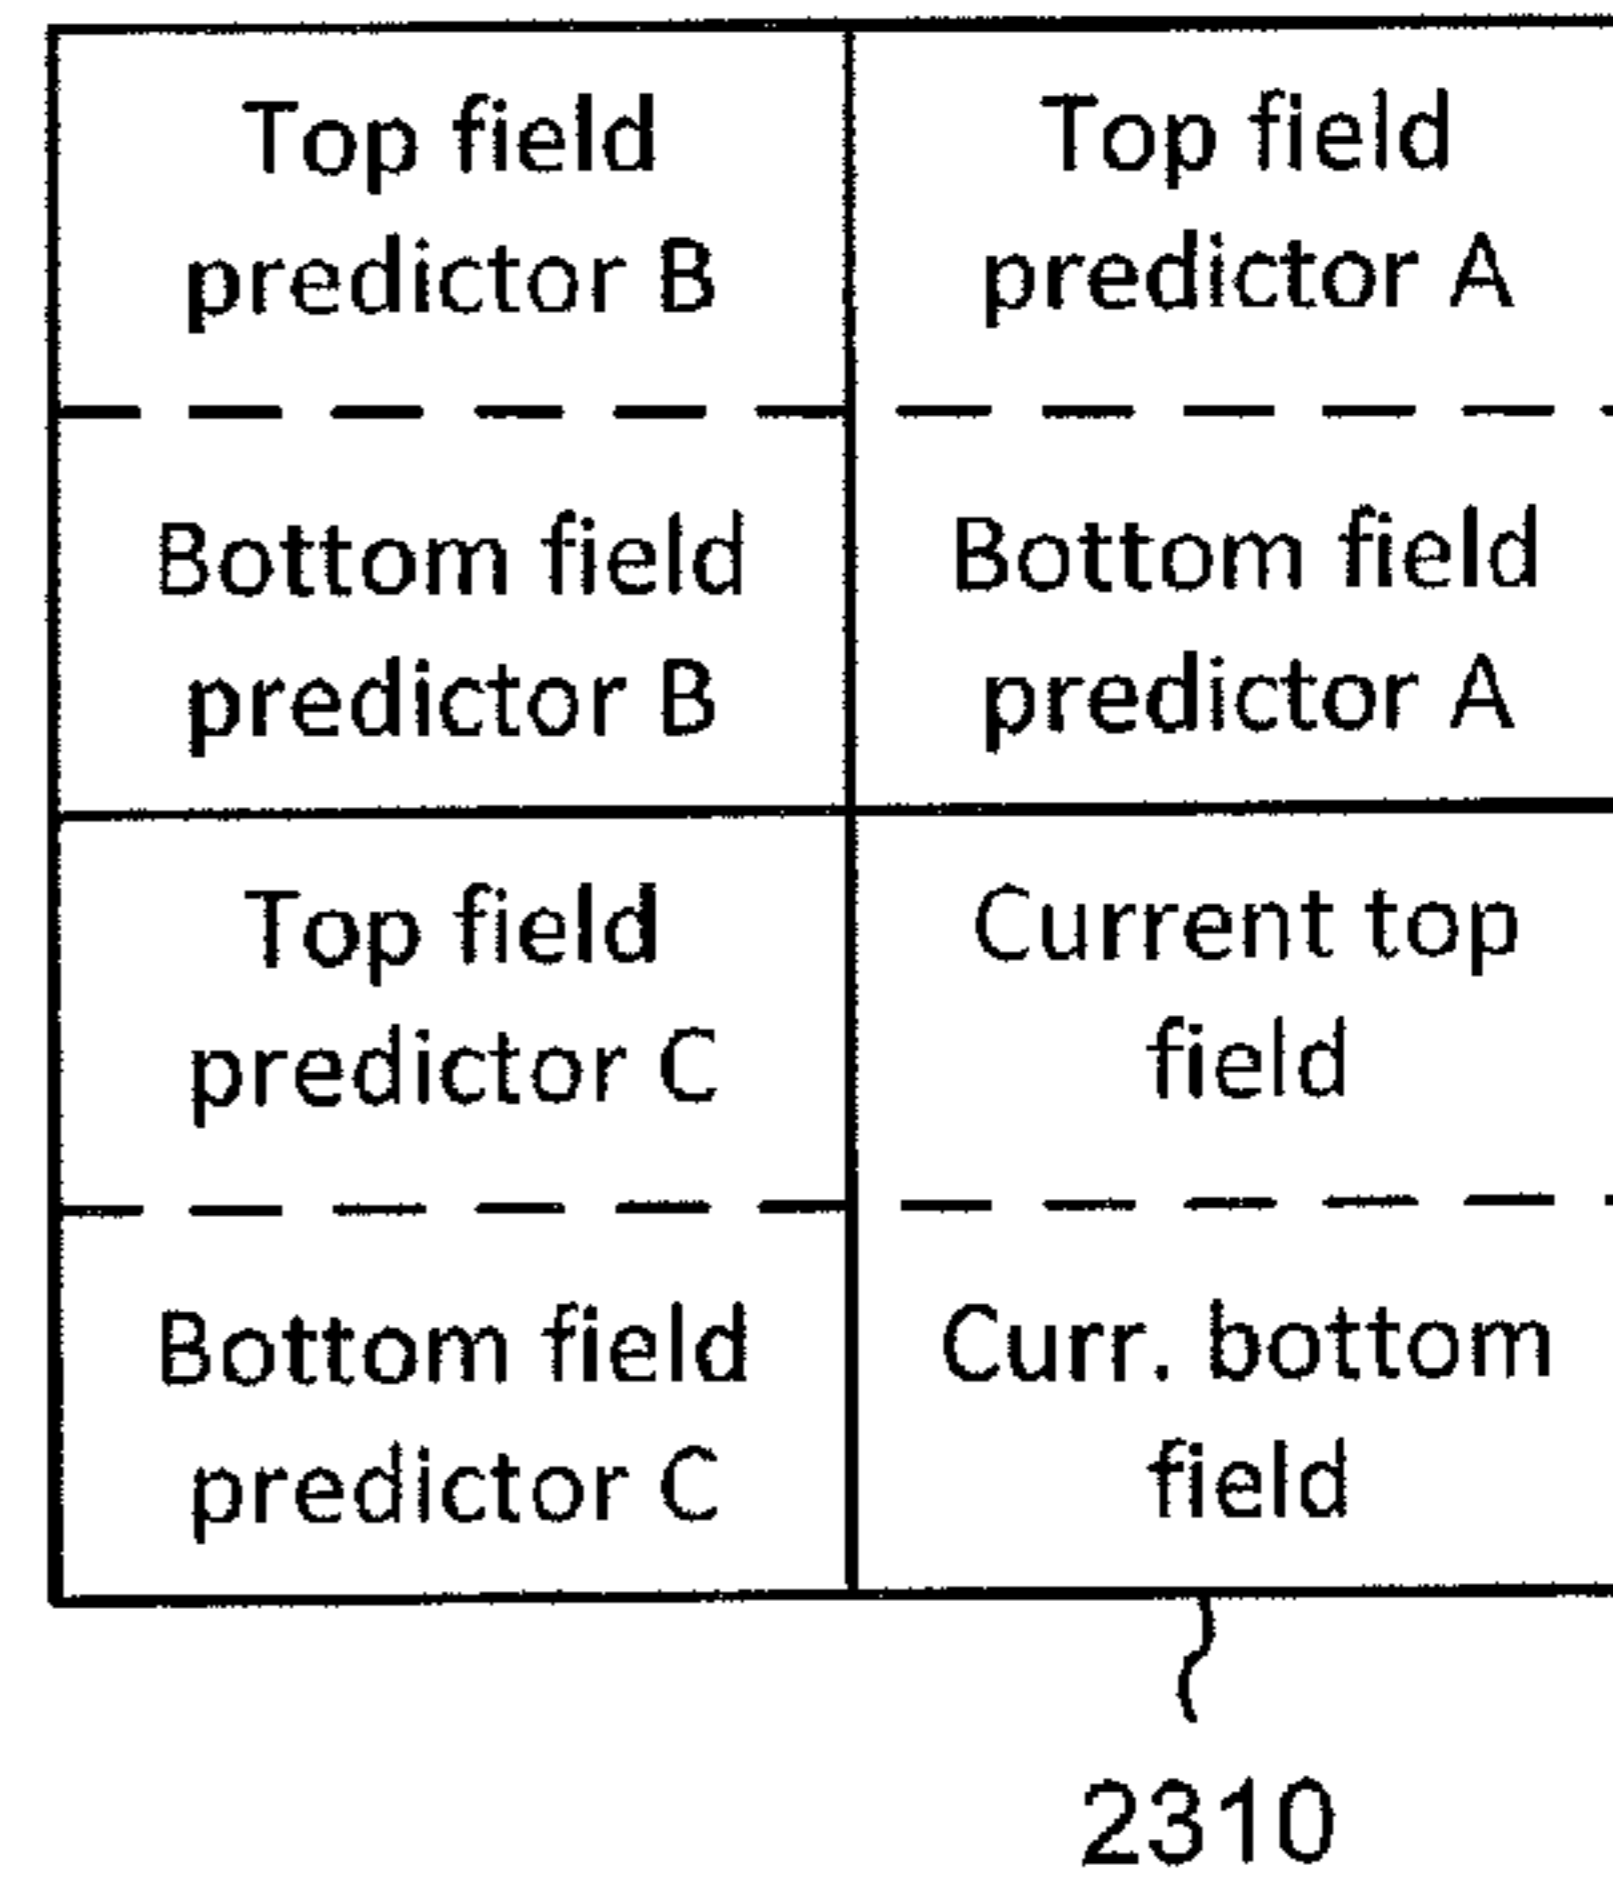 Top field
predictor B
Top field
predictor A
Bottom field
predictor B
Bottom field
predictor A
Top field
predictor C
Current top
field
Bottom field
predictor C
Curr. bottom
field
2310